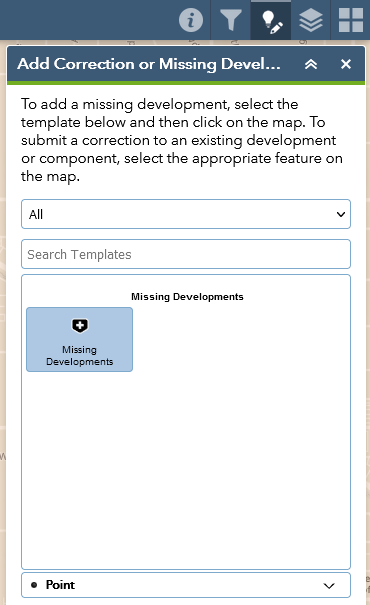 Add Correction or Missing Devel...
To add a missing development, select the
template below and then click on the map. To
submit a correction to an existing development
or component, select the appropriate feature on
the map.
All
Search Templates
Missing Developments
Missing
Developments
Point